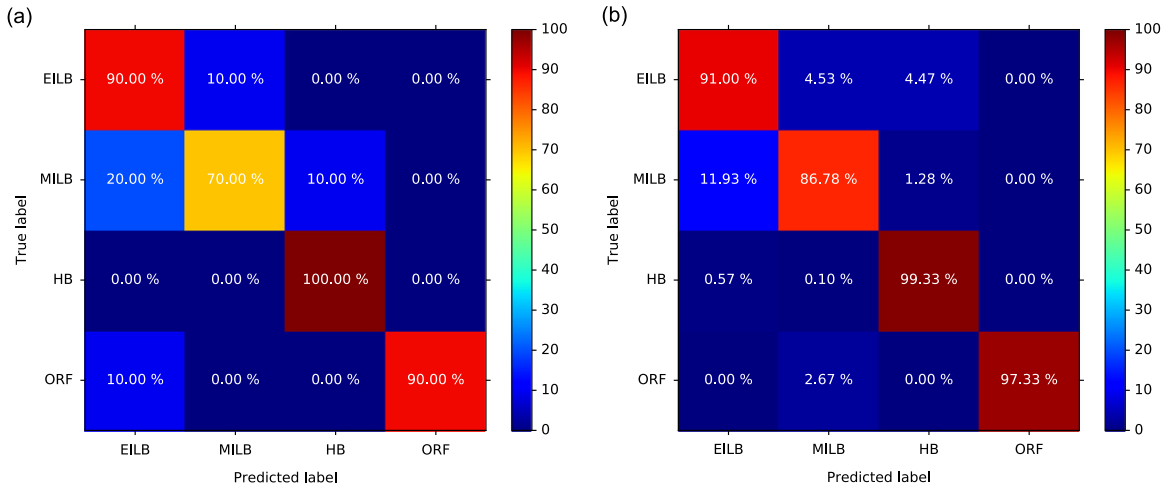 (a)
True label
EILB
90.00 %
10.00 %
0.00 %
0.00 %
MILB
20.00 %
70.00 %
10.00 %
0.00 %
HB
0.00 %
0.00 %
100.00 %
0.00 %
ORF
10.00 %
0.00 %
0.00 %
90.00 %
EILB
MILB
HB
ORF
Predicted label
100
90
80
70
60
50
40
30
20
10
0
(b)
True label
EILB
91.00 %
4.53 %
4.47 %
0.00 %
MILB
11.93 %
86.78 %
1.28 %
0.00 %
HB
0.57 %
0.10 %
99.33 %
0.00 %
ORF
0.00 %
2.67 %
0.00 %
97.33 %
EILB
MILB
HB
ORF
Predicted label
100
90
80
70
60
50
40
30
20
10
0